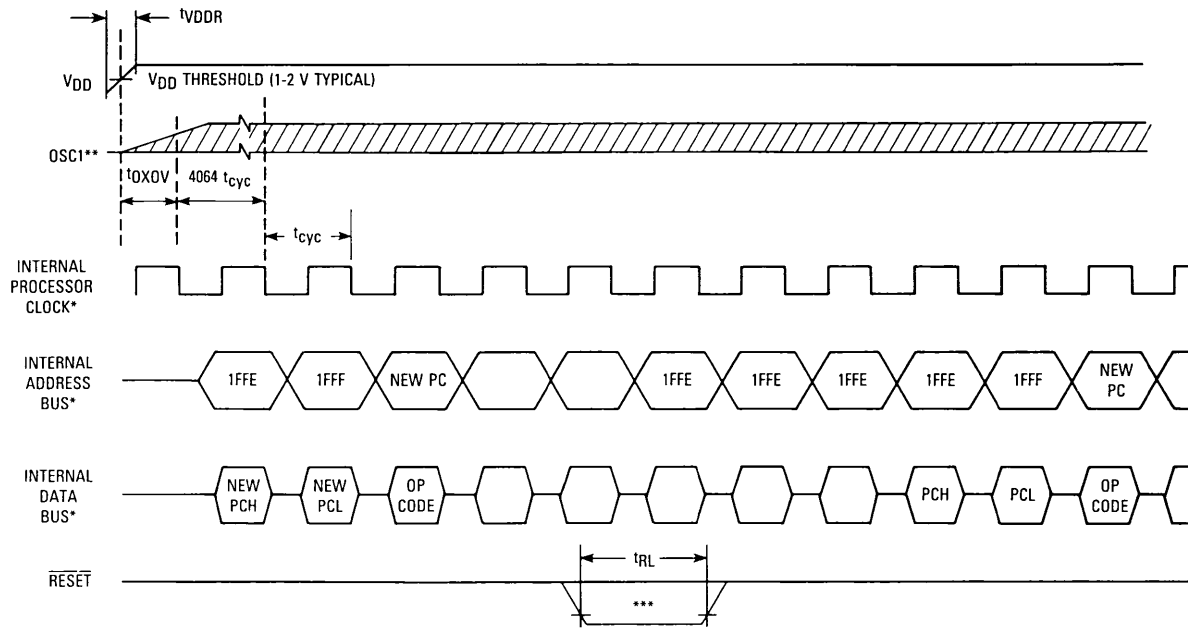 tVDDR
VDD
VDD THRESHOLD (1-2 V TYPICAL)
OSC1**
tOXOV
4064 tcyc
tcyc
INTERNAL
PROCESSOR
CLOCK*
INTERNAL
ADDRESS
BUS*
1FFE
1FFF
NEW PC
1FFE
1FFE
1FFE
1FFE
1FFF
NEW
PC
INTERNAL
DATA
BUS*
NEW
PCH
NEW
PCL
OP
CODE
PCH
PCL
OP
CODE
RESET
tRL
***